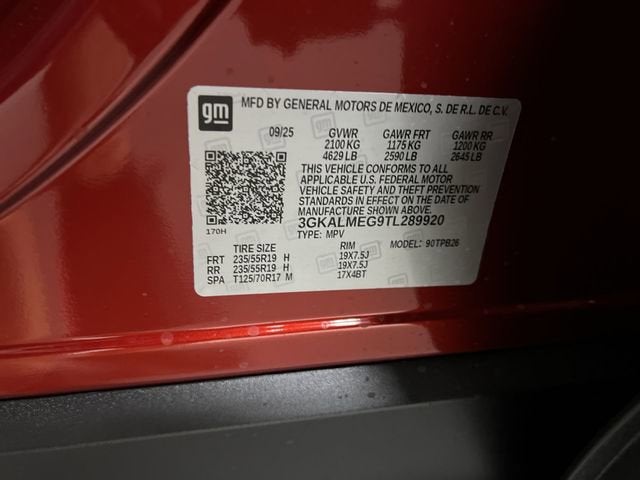 gm MFD BY GENERAL MOTORS DE MEXICO, S. DE R.L. DE C.V.
09/25 GVWR GAWR FRT GAWR RR
2100 KG 1175 KG 1200 KG
4629 LB 2590 LB 2645 LB
THIS VEHICLE CONFORMS TO ALL
APPLICABLE U.S. FEDERAL MOTOR
VEHICLE SAFETY AND THEFT PREVENTION
STANDARDS IN EFFECT ON THE DATE OF
MANUFACTURE SHOWN ABOVE.
170H 3GKALMEG9TL289920
TYPE: MPV MODEL: 90TPB26
TIRE SIZE RIM
FRT 235/55R19 H 19X7.5J
RR 235/55R19 H 19X7.5J
SPA T125/70R17 M 17X4BT